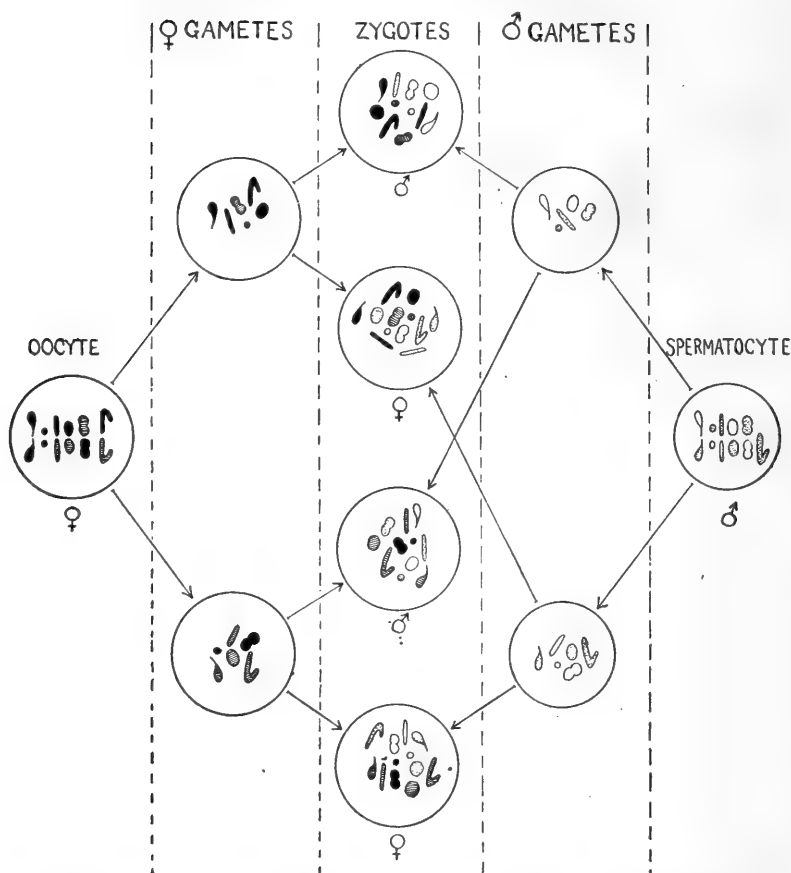 ♀ GAMETES
ZYGOTES
♂ GAMETES
♂
♀
OOCYTE
SPERMATOCYTE
♀
♂
♂
♀